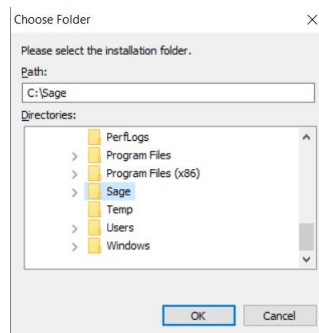 Choose Folder
Please select the installation folder.
Path:
C:\Sage
Directories:
PerfLogs
Program Files
Program Files (x86)
Sage
Temp
Users
Windows
OK Cancel